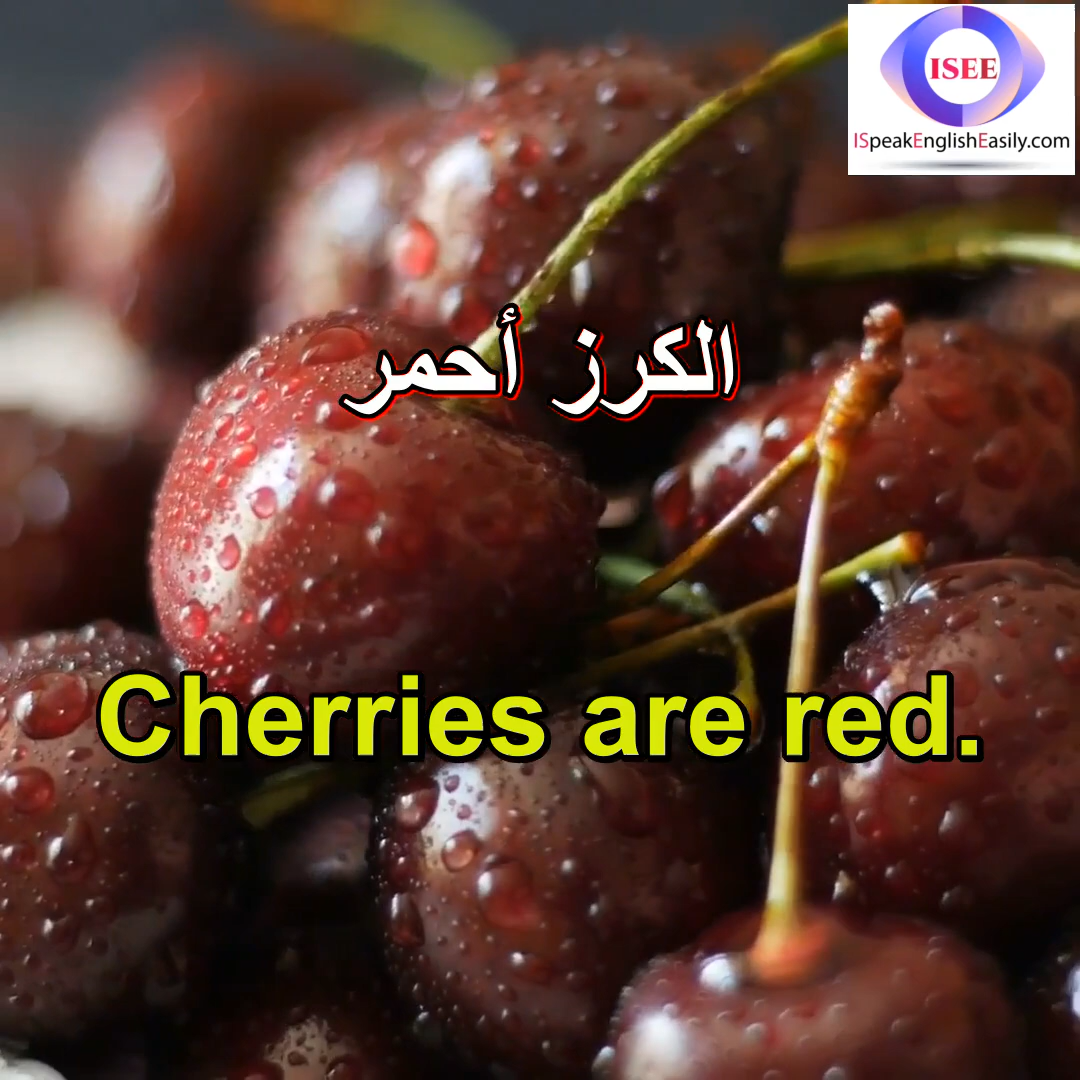 ISEE
ISpeakEnglishEasily.com
الكرز أحمر
Cherries are red.